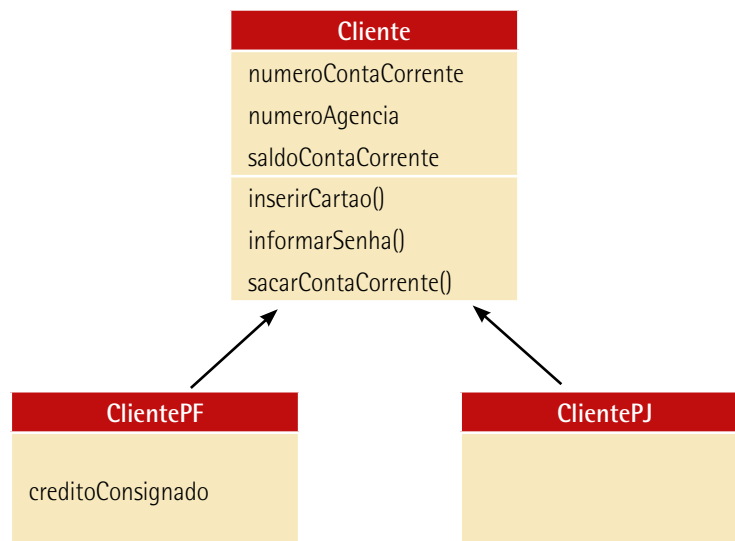 Cliente
numeroContaCorrente
numeroAgencia
saldoContaCorrente
inserirCartao()
informarSenha()
sacarContaCorrente()
ClientePF
creditoConsignado
ClientePJ